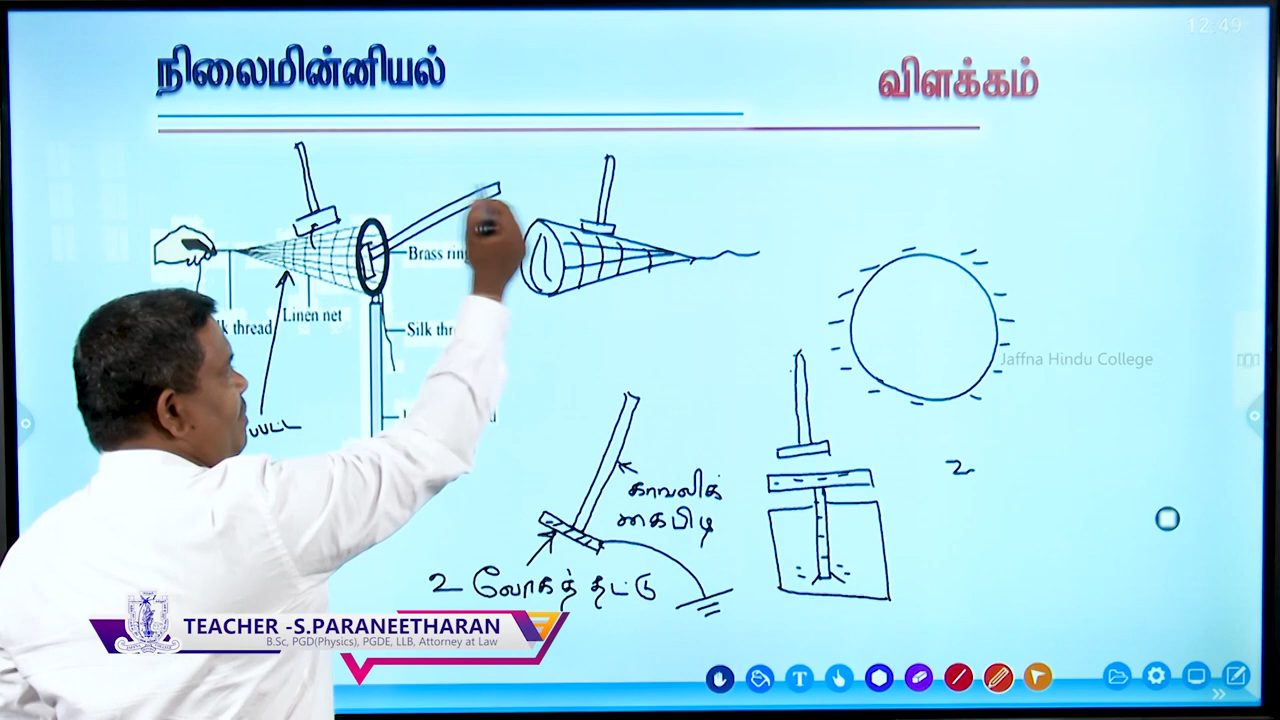 12:49
நிலைமின்னியல்
விளக்கம்
Brass ring
k thread
Linen net
Silk thr
Jaffna Hindu College
காவலிக்
கைபிடி
உலோகத் தட்டு
உ
TEACHER -S.PARANEETHARAN
B.Sc, PGD(Physics), PGDE, LLB, Attorney at Law